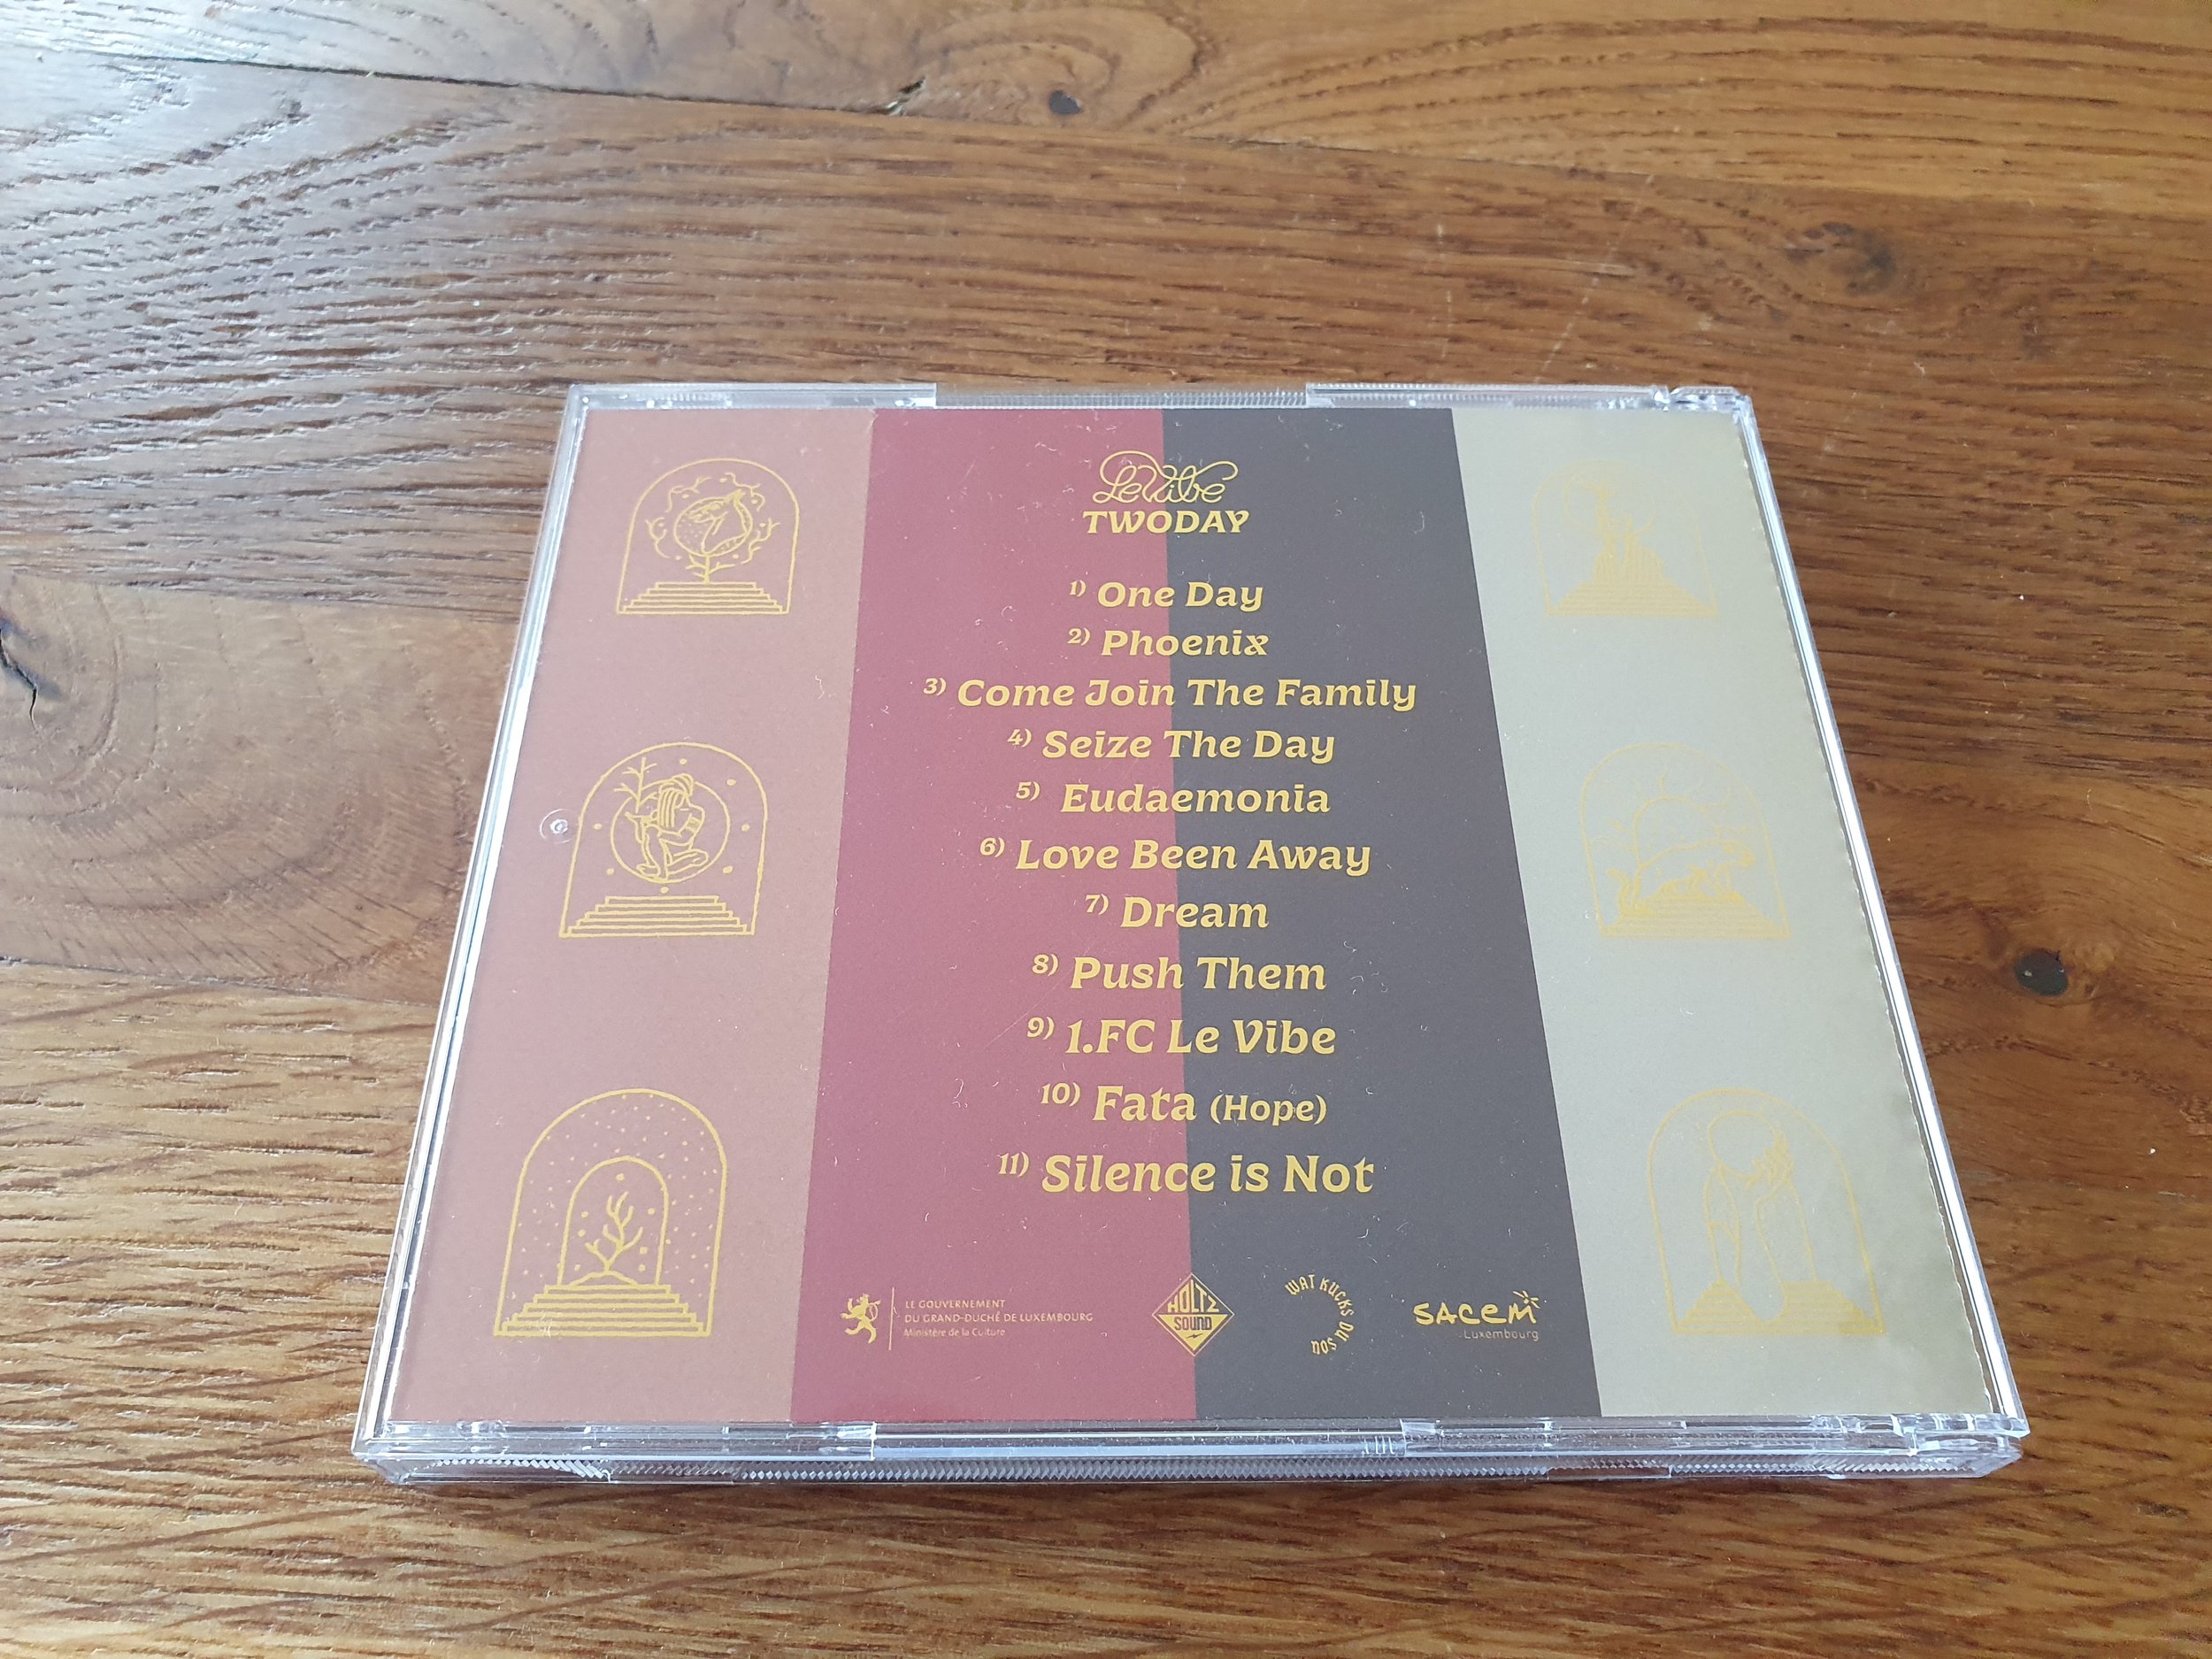 Le Vibe
TWODAY
1) One Day
2) Phoenix
3) Come Join The Family
4) Seize The Day
5) Eudaemonia
6) Love Been Away
7) Dream
8) Push Them
9) 1.FC Le Vibe
10) Fata (Hope)
11) Silence is Not
LE GOUVERNEMENT
DU GRAND-DUCHÉ DE LUXEMBOURG
Ministère de la Culture
HOLTZ
SOUND
WAT KUCKS DU SOU
sacem
Luxembourg